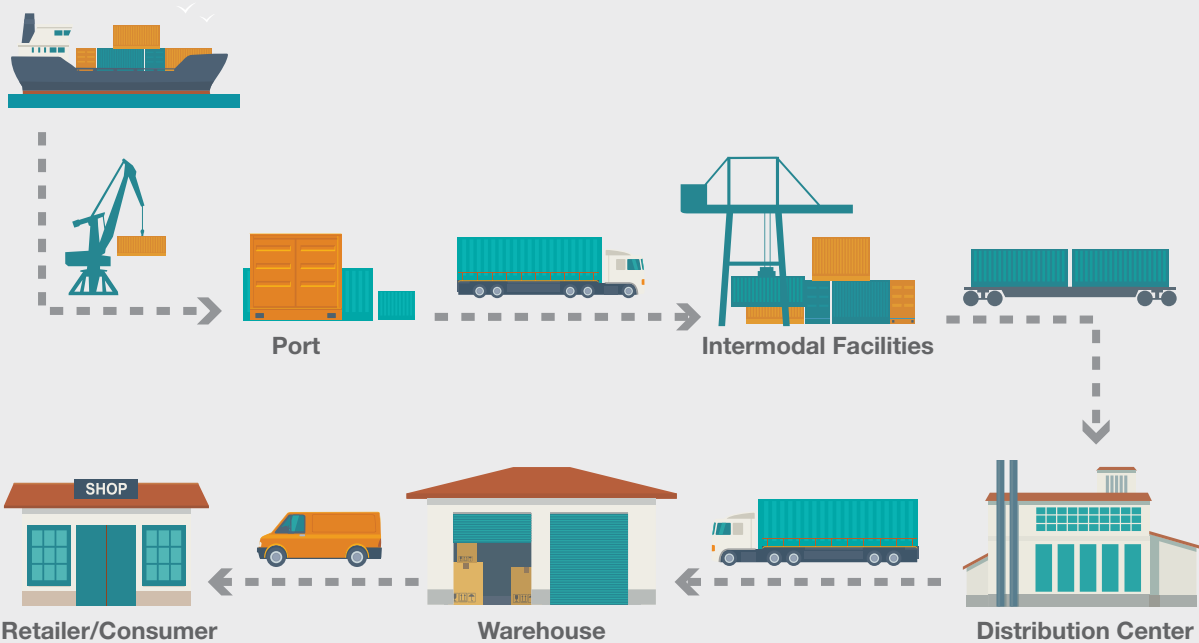 Port
Intermodal Facilities
SHOP
Retailer/Consumer
Warehouse
Distribution Center